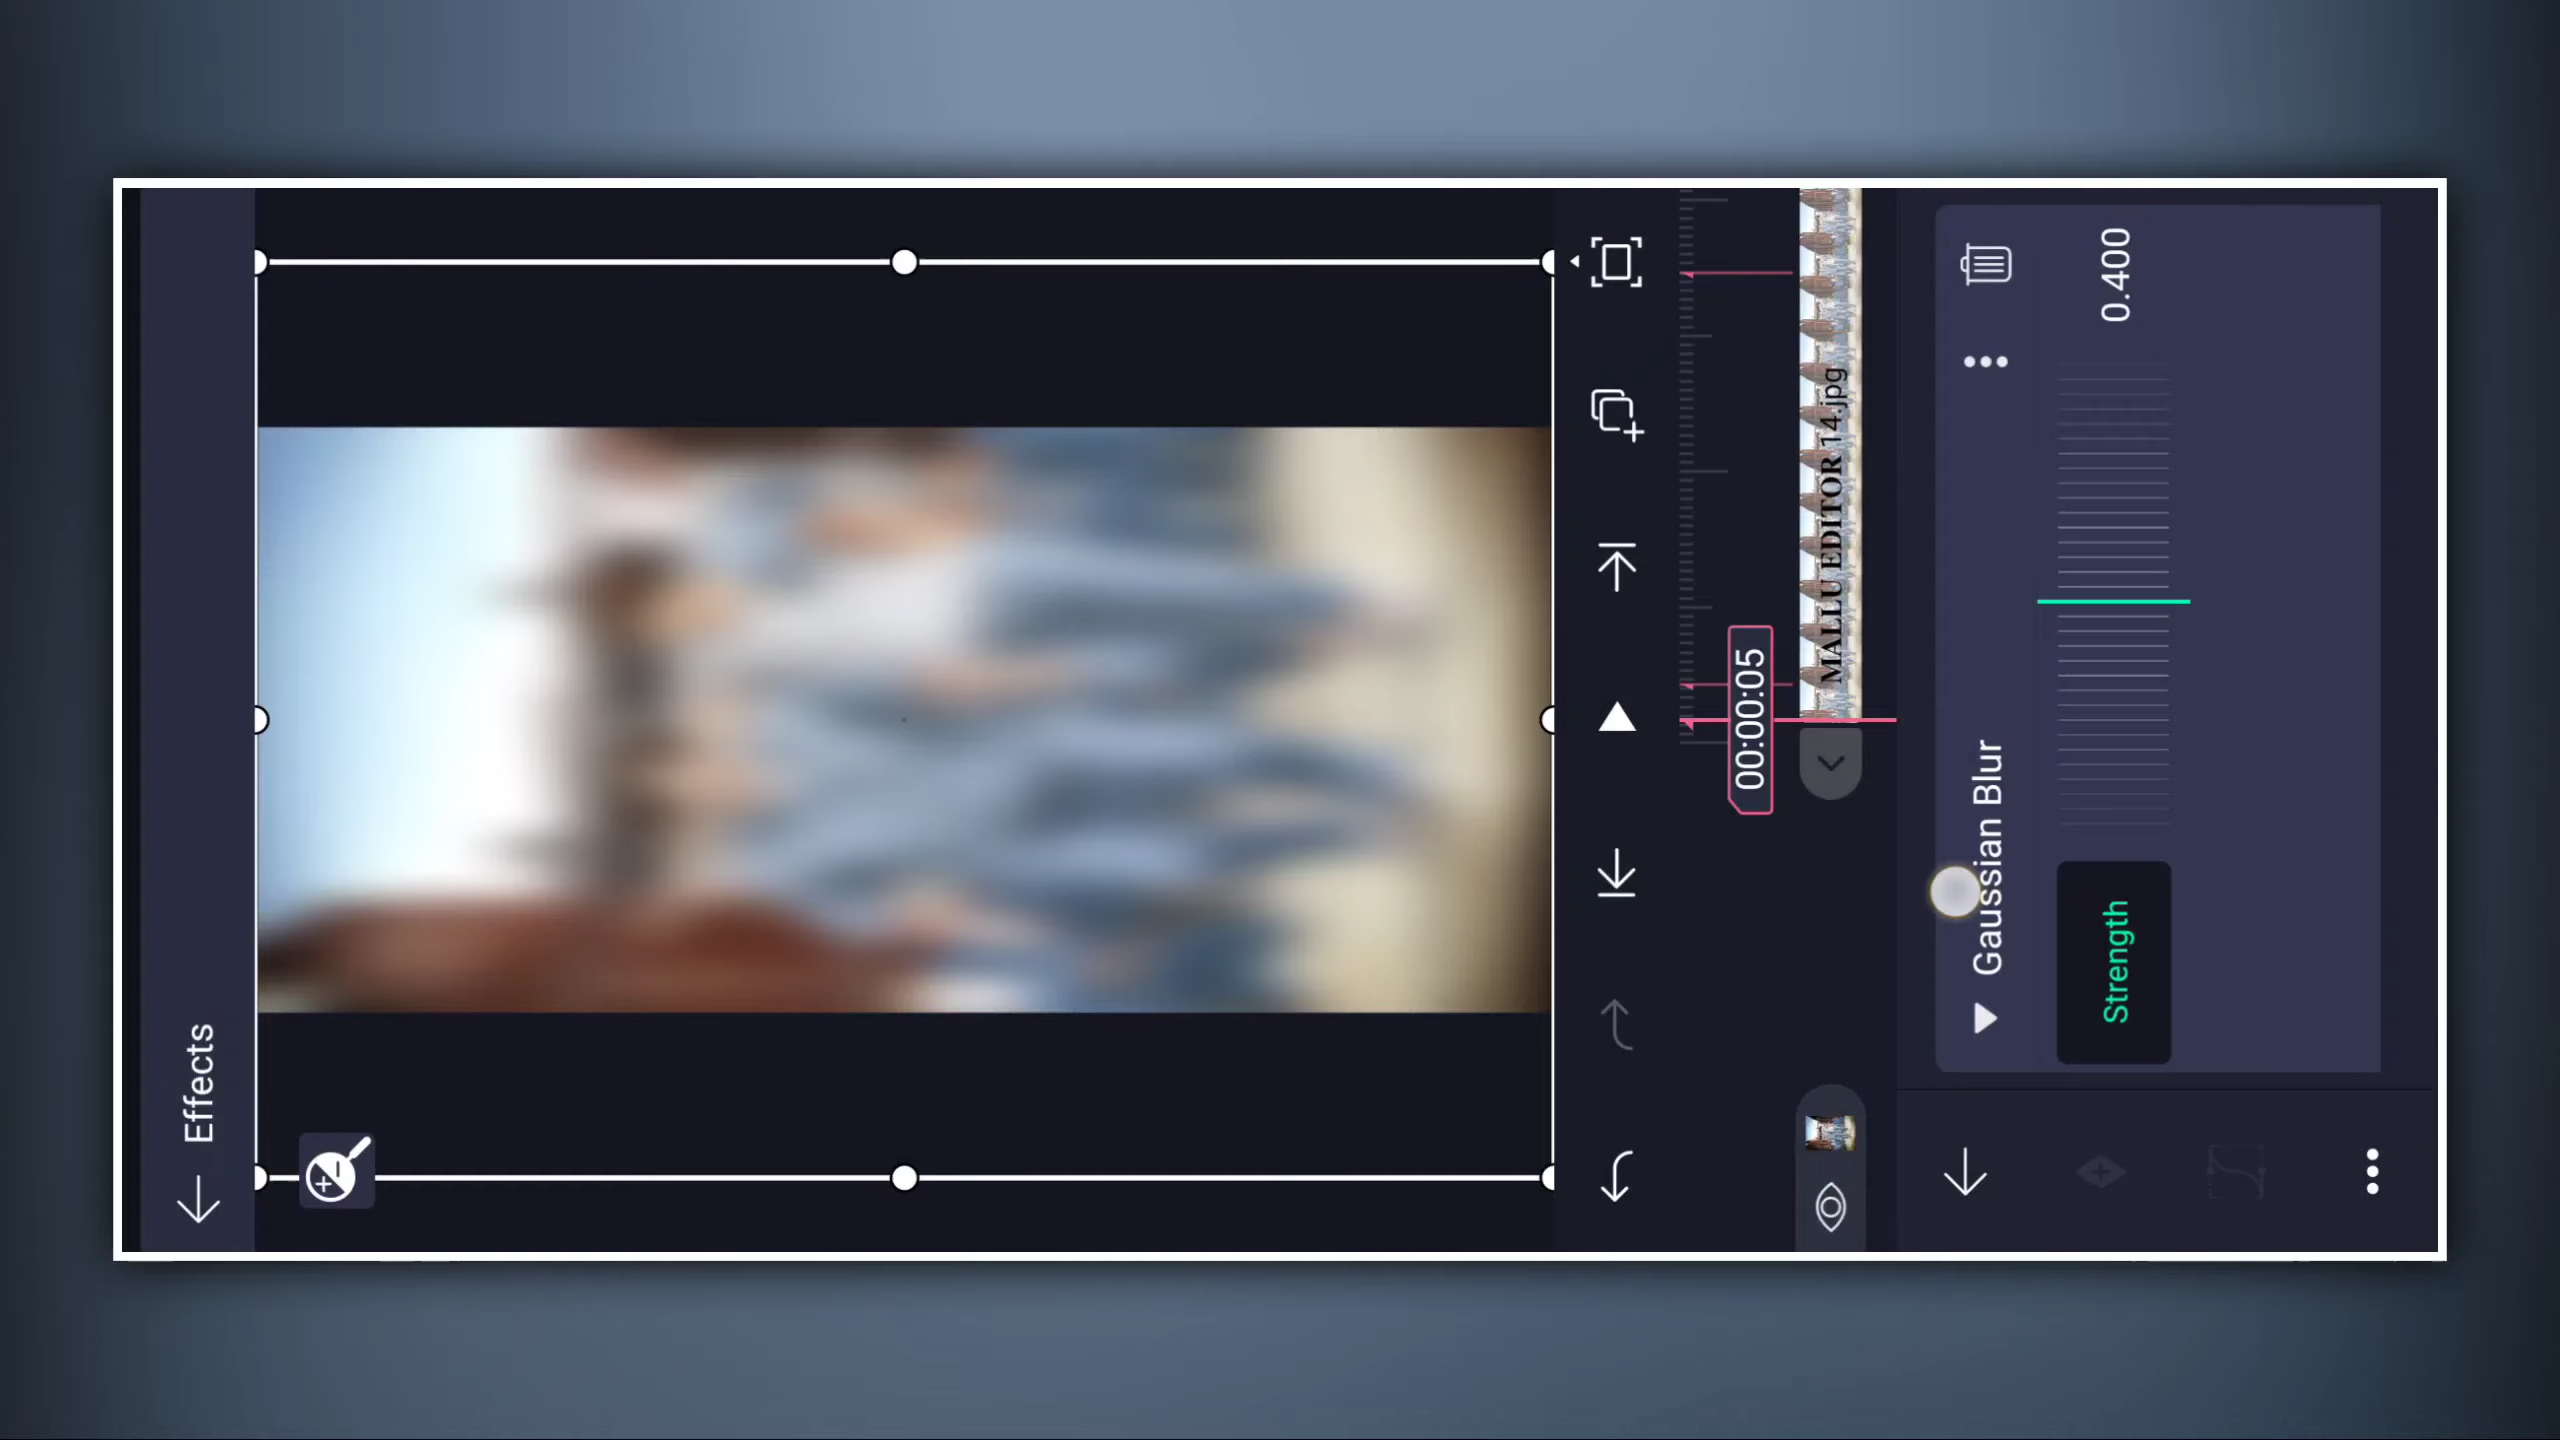 Effects
00:00:05
MALLU EDITOR 14.jpg
Gaussian Blur
Strength
0.400